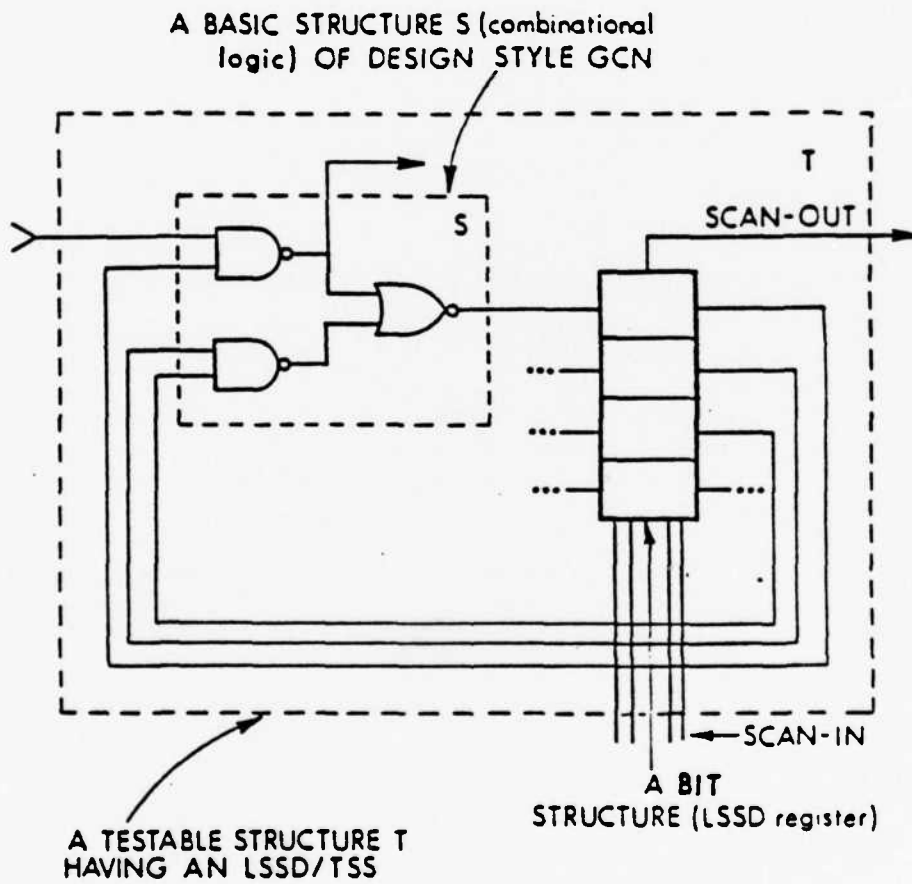 A BASIC STRUCTURE S (combinational
logic) OF DESIGN STYLE GCN
T
SCAN-OUT
S
SCAN-IN
A BIT
STRUCTURE (LSSD register)
A TESTABLE STRUCTURE T
HAVING AN LSSD/TSS